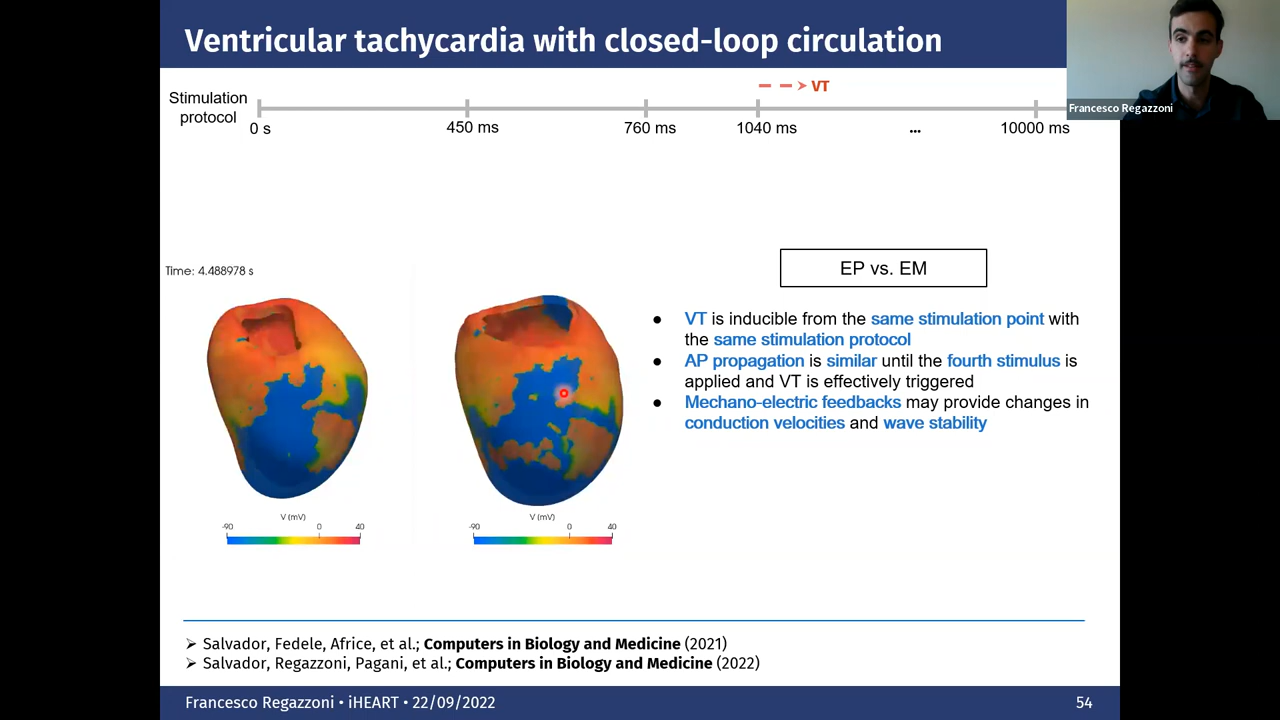 Ventricular tachycardia with closed-loop circulation
Francesco Regazzoni
VT
Stimulation
protocol
0 s
450 ms
760 ms
1040 ms
...
10000 ms
Time: 4.488978 s
EP vs. EM
● VT is inducible from the same stimulation point with
the same stimulation protocol
● AP propagation is similar until the fourth stimulus is
applied and VT is effectively triggered
● Mechano-electric feedbacks may provide changes in
conduction velocities and wave stability
V (mV)
-90 0 40
V (mV)
-90 0 40
➢ Salvador, Fedele, Africe, et al.; Computers in Biology and Medicine (2021)
➢ Salvador, Regazzoni, Pagani, et al.; Computers in Biology and Medicine (2022)
Francesco Regazzoni • iHEART • 22/09/2022
54